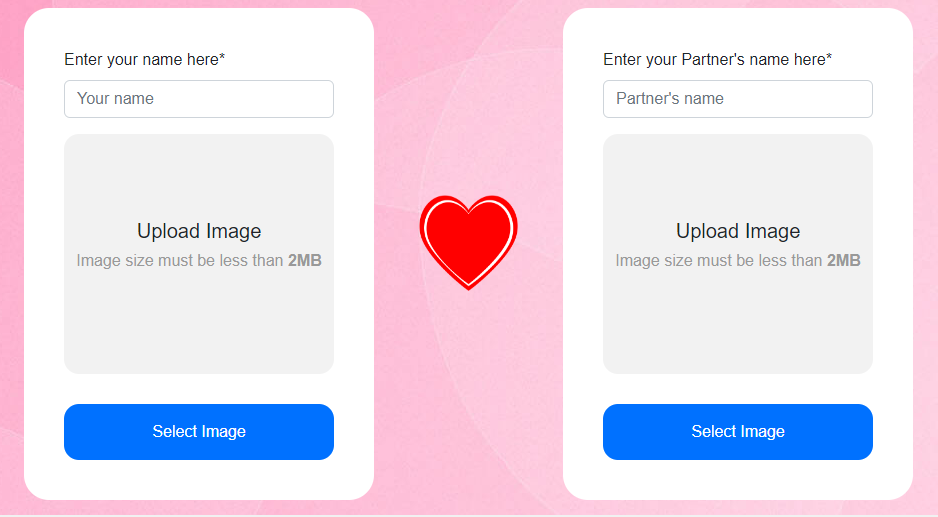 Enter your name here*
Your name
Upload Image
Image size must be less than 2MB
Select Image
Enter your Partner's name here*
Partner's name
Upload Image
Image size must be less than 2MB
Select Image